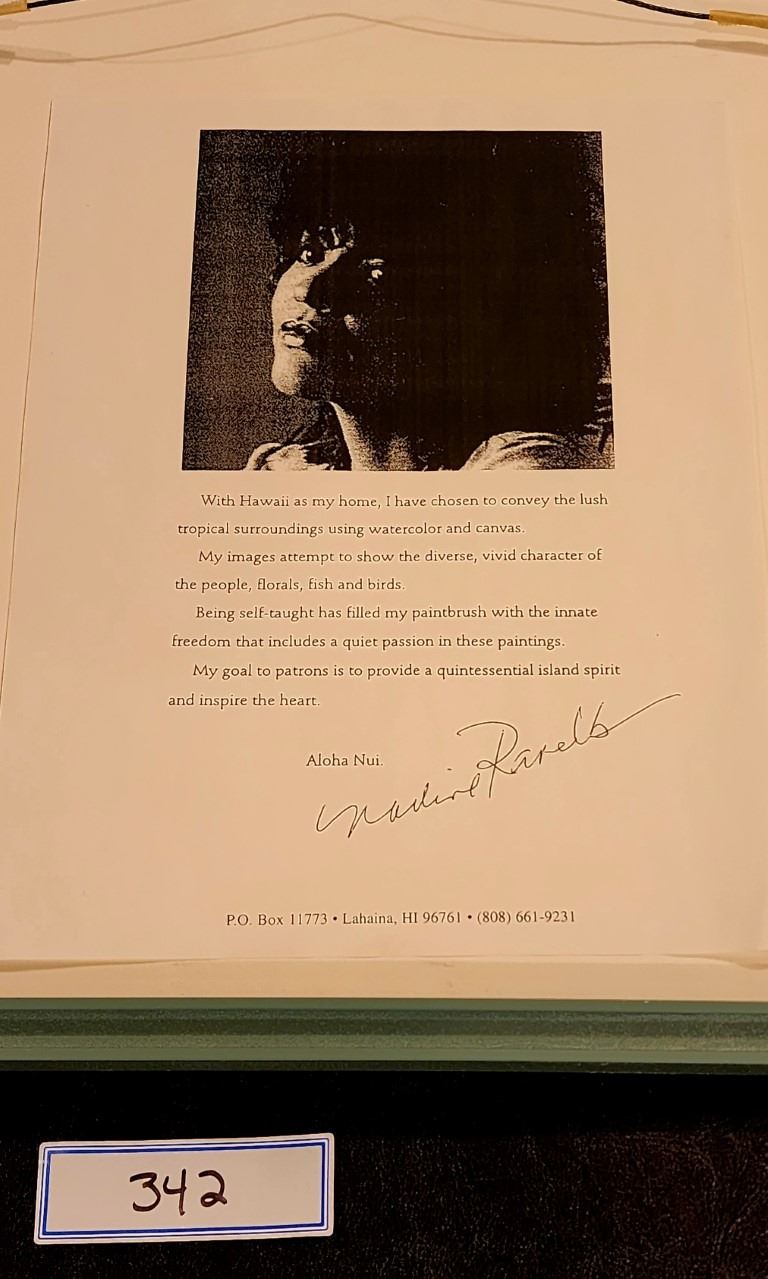 With Hawaii as my home, I have chosen to convey the lush
tropical surroundings using watercolor and canvas.
My images attempt to show the diverse, vivid character of
the people, florals, fish and birds.
Being self-taught has filled my paintbrush with the innate
freedom that includes a quiet passion in these paintings.
My goal to patrons is to provide a quintessential island spirit
and inspire the heart.
Aloha Nui.
Nadine
P.O. Box 11773 • Lahaina, HI 96761 • (808) 661-9231
342